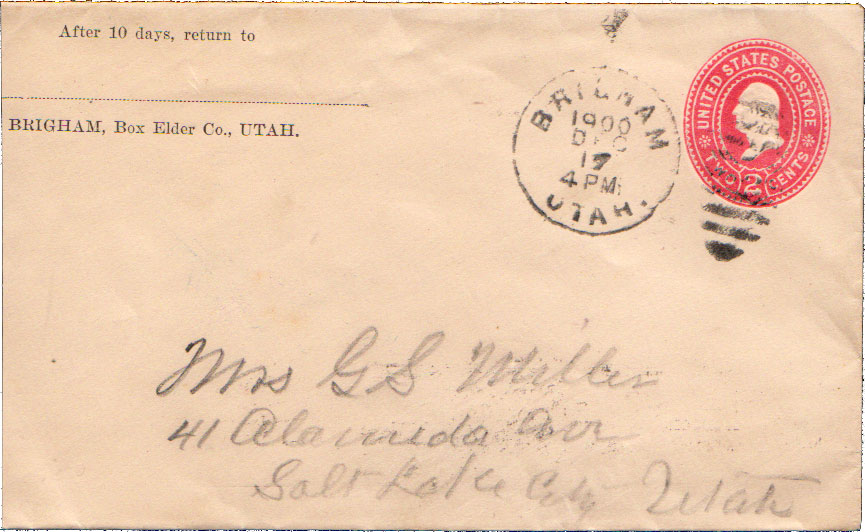 After 10 days, return to
BRIGHAM, Box Elder Co., UTAH.
BRIGHAM
1900
DEC
17
4 PM
UTAH.
UNITED STATES POSTAGE
TWO 2 CENTS
Mrs G S Miller
41 Alameda Ave
Salt Lake City Utah